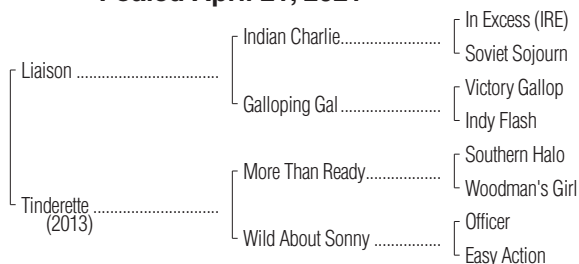 Foaled April 21, 2021
In Excess (IRE)
Indian Charlie
Soviet Sojourn
Liaison
Victory Gallop
Galloping Gal
Indy Flash
Southern Halo
More Than Ready
Woodman's Girl
Tinderette
(2013)
Officer
Wild About Sonny
Easy Action